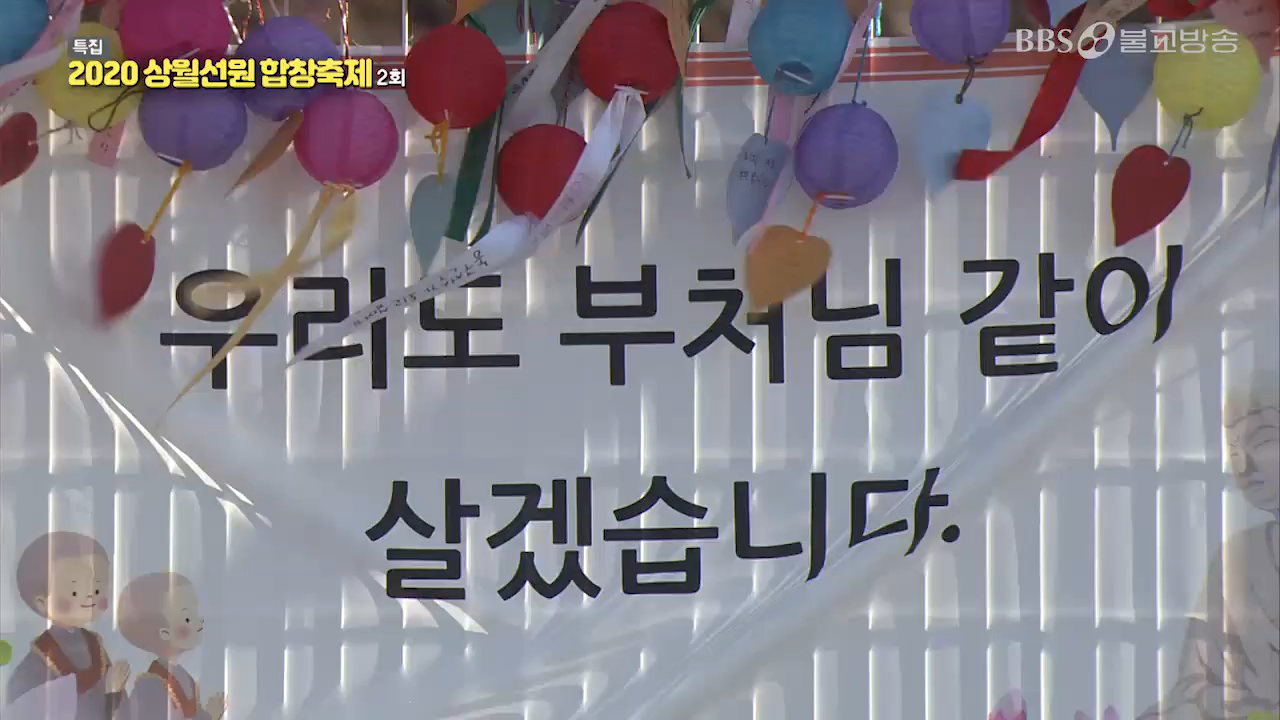 특집
2020 상월선원 합창축제 2회
BBS 불교방송
우리도 부처님 같이
살겠습니다.